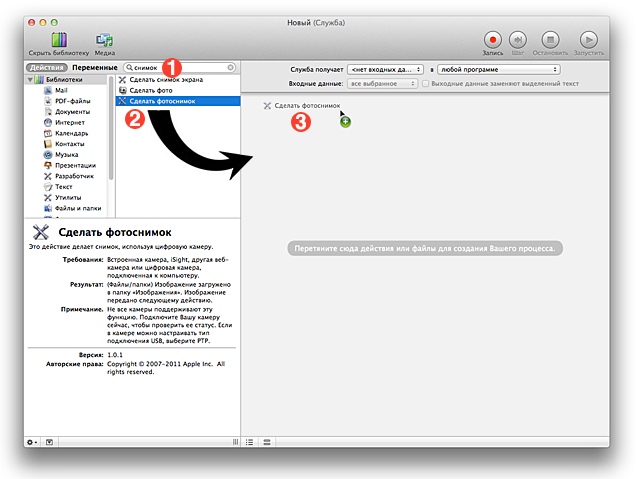 Новый (Служба)
Скрыть библиотеку Медиа Запись Шаг Остановить Запустить
Действия Переменные снимок 1
Служба получает <нет входных да... в любой программе
Входные данные: все выбранное Выходные данные заменяют выделенный текст
Библиотеки
Mail
PDF-файлы
Документы
Интернет
Календарь
Контакты
Музыка
Презентации
Разработчик
Текст
Утилиты
Файлы и папки
Сделать снимок экрана
Сделать фото
Сделать фотоснимок
2
Сделать фотоснимок
3
Перетяните сюда действия или файлы для создания Вашего процесса.
Сделать фотоснимок
Это действие делает снимок, используя цифровую камеру.
Требования: Встроенная камера, iSight, другая веб-
камера или цифровая камера,
подключенная к компьютеру.
Результат: (Файлы/папки) Изображение загружено
в папку «Изображения». Изображение
передано следующему действию.
Примечание. Не все камеры поддерживают эту
функцию. Подключите Вашу камеру
сейчас, чтобы проверить ее статус. Если
в камере можно настраивать тип
подключения USB, выберите PTP.
Версия: 1.0.1
Авторские права: Copyright © 2007–2011 Apple Inc. All
rights reserved.